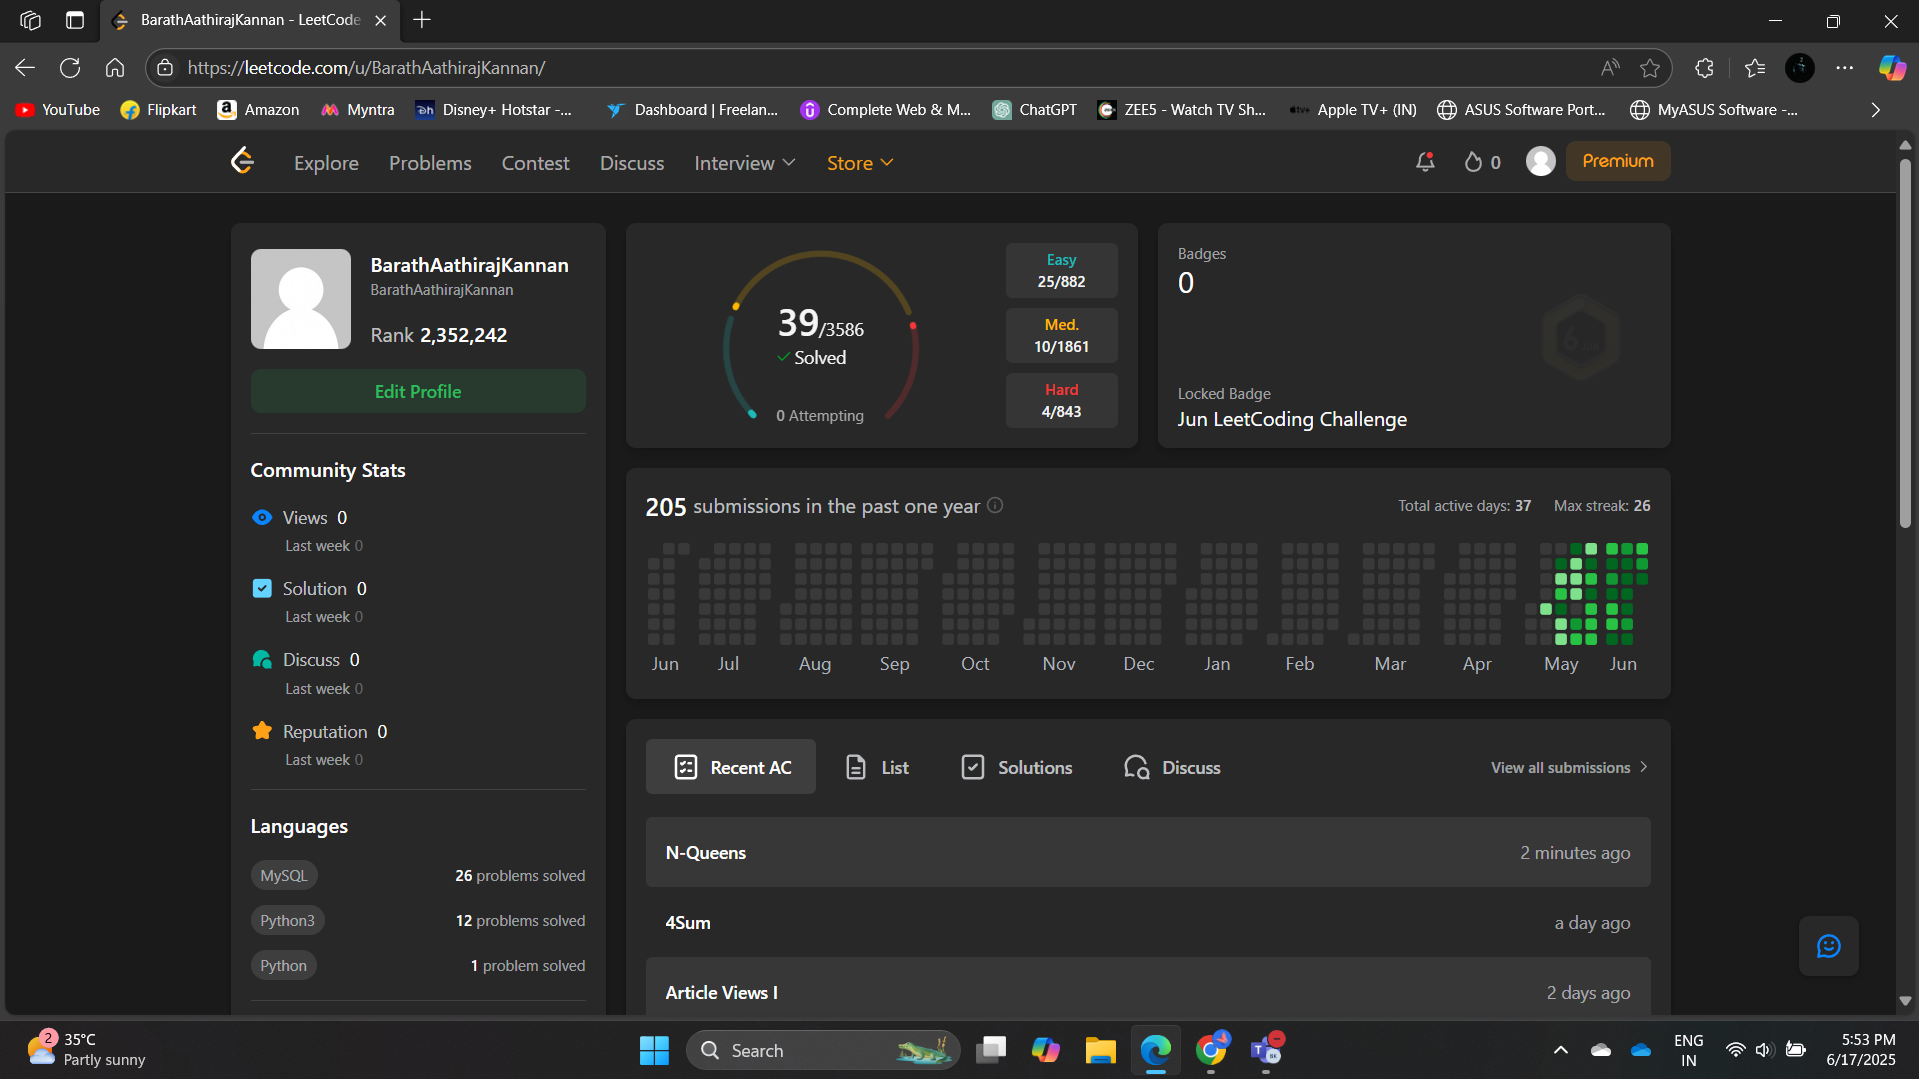 BarathAathirajKannan - LeetCode
https://leetcode.com/u/BarathAathirajKannan/
YouTube
Flipkart
Amazon
Myntra
Disney+ Hotstar -...
Dashboard | Freelan...
Complete Web & M...
ChatGPT
ZEE5 - Watch TV Sh...
Apple TV+ (IN)
ASUS Software Port...
MyASUS Software -...
Explore
Problems
Contest
Discuss
Interview
Store
0
Premium
BarathAathirajKannan
BarathAathirajKannan
Rank 2,352,242
Edit Profile
Community Stats
Views 0
Last week 0
Solution 0
Last week 0
Discuss 0
Last week 0
Reputation 0
Last week 0
Languages
MySQL
26 problems solved
Python3
12 problems solved
Python
1 problem solved
39/3586
Solved
0 Attempting
Easy
25/882
Med.
10/1861
Hard
4/843
Badges
0
Locked Badge
Jun LeetCoding Challenge
205 submissions in the past one year
Total active days: 37
Max streak: 26
Jun
Jul
Aug
Sep
Oct
Nov
Dec
Jan
Feb
Mar
Apr
May
Jun
Recent AC
List
Solutions
Discuss
View all submissions
N-Queens
2 minutes ago
4Sum
a day ago
Article Views I
2 days ago
2
35°C
Partly sunny
Search
ENG
IN
5:53 PM
6/17/2025